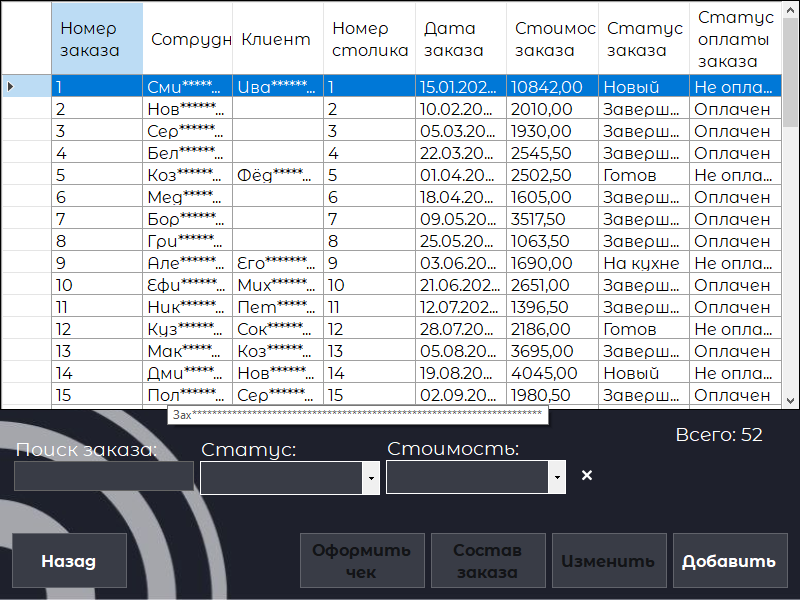 Номер заказа Сотрудн Клиент Номер столика Дата заказа Стоимос заказа Статус заказа Статус оплаты заказа
1 Сми*****... Ива******... 1 15.01.202... 10842,00 Новый Не опла...
2 Нов******... 2 10.02.20... 2010,00 Заверш... Оплачен
3 Сер******... 3 05.03.20... 1930,00 Заверш... Оплачен
4 Бел******... 4 22.03.20... 2545,50 Заверш... Оплачен
5 Коз******... Фёд*****... 5 01.04.20... 2502,50 Готов Не опла...
6 Мед*****... 6 18.04.20... 1605,00 Заверш... Оплачен
7 Бор******... 7 09.05.20... 3517,50 Заверш... Оплачен
8 Гри******... 8 25.05.20... 1063,50 Заверш... Оплачен
9 Але******... Его*******... 9 03.06.20... 1690,00 На кухне Не опла...
10 Ефи******... Мих*****... 10 21.06.202... 2651,00 Заверш... Оплачен
11 Ник******... Пет*****... 11 12.07.202... 1396,50 Заверш... Оплачен
12 Куз******... Сок******... 12 28.07.20... 2186,00 Готов Не опла...
13 Мак*****... Коз******... 13 05.08.20... 3695,00 Заверш... Оплачен
14 Дми*****... Нов******... 14 19.08.20... 4045,00 Новый Не опла...
15 Пол******... Сер******... 15 02.09.20... 1980,50 Заверш... Оплачен
Зах**********************************************************************
Всего: 52
Поиск заказа: Статус: Стоимость:
×
Назад Оформить чек Состав заказа Изменить Добавить